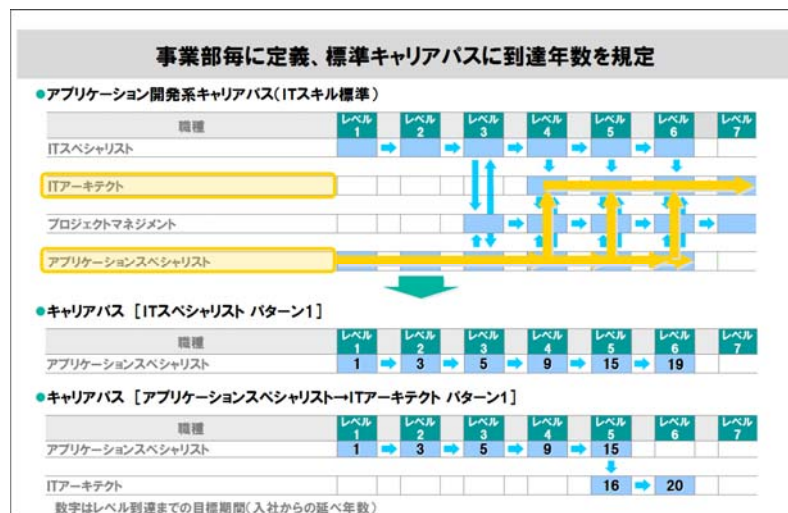 事業部毎に定義、標準キャリアパスに到達年数を規定
●アプリケーション開発系キャリアパス(ITスキル標準)
職種 レベル1 レベル2 レベル3 レベル4 レベル5 レベル6 レベル7
ITスペシャリスト
ITアーキテクト
プロジェクトマネジメント
アプリケーションスペシャリスト
●キャリアパス [ITスペシャリスト パターン1]
職種 レベル1 レベル2 レベル3 レベル4 レベル5 レベル6 レベル7
アプリケーションスペシャリスト 1 3 5 9 15 19
●キャリアパス [アプリケーションスペシャリスト→ITアーキテクト パターン1]
職種 レベル1 レベル2 レベル3 レベル4 レベル5 レベル6 レベル7
アプリケーションスペシャリスト 1 3 5 9 15
ITアーキテクト 16 20
数字はレベル到達までの目標期間(入社からの延べ年数)